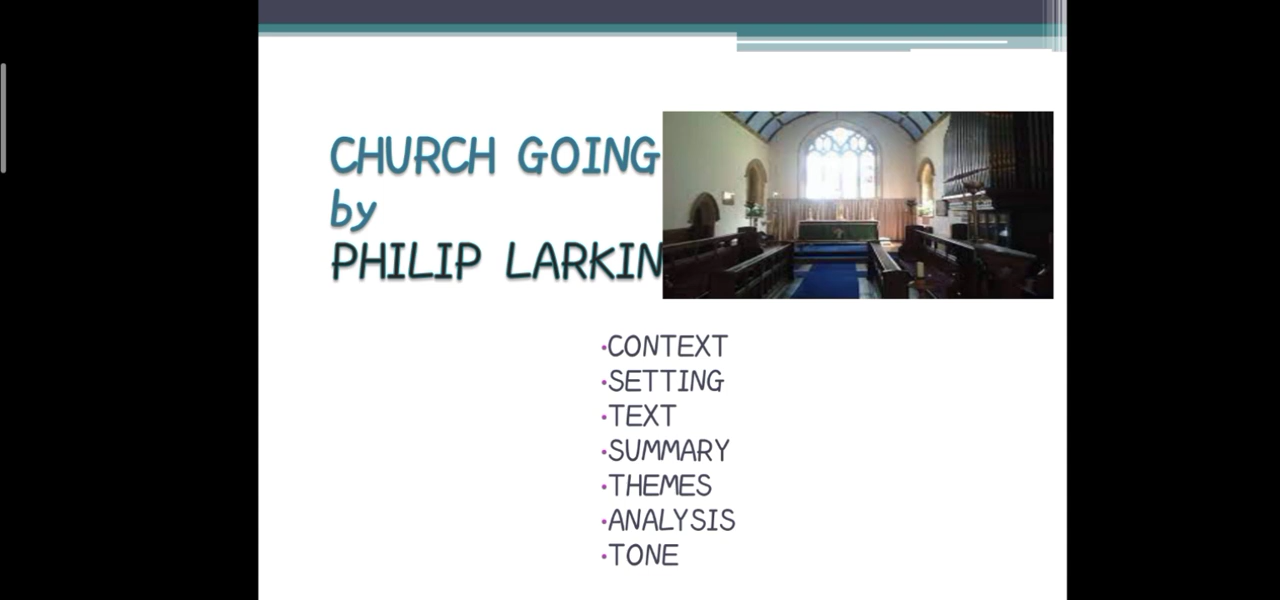 CHURCH GOING
by
PHILIP LARKIN
•CONTEXT
•SETTING
•TEXT
•SUMMARY
•THEMES
•ANALYSIS
•TONE